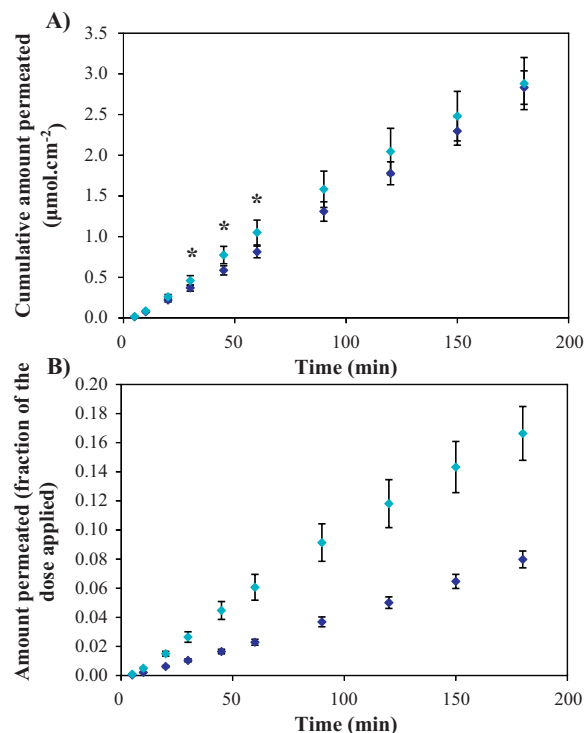 A)
Cumulative amount permeated
(µmol.cm-2)
3.5
3.0
2.5
2.0
1.5
1.0
0.5
0.0
* * *
0 50 100 150 200
Time (min)
B)
Amount permeated (fraction of the
dose applied)
0.20
0.18
0.16
0.14
0.12
0.10
0.08
0.06
0.04
0.02
0.00
0 50 100 150 200
Time (min)